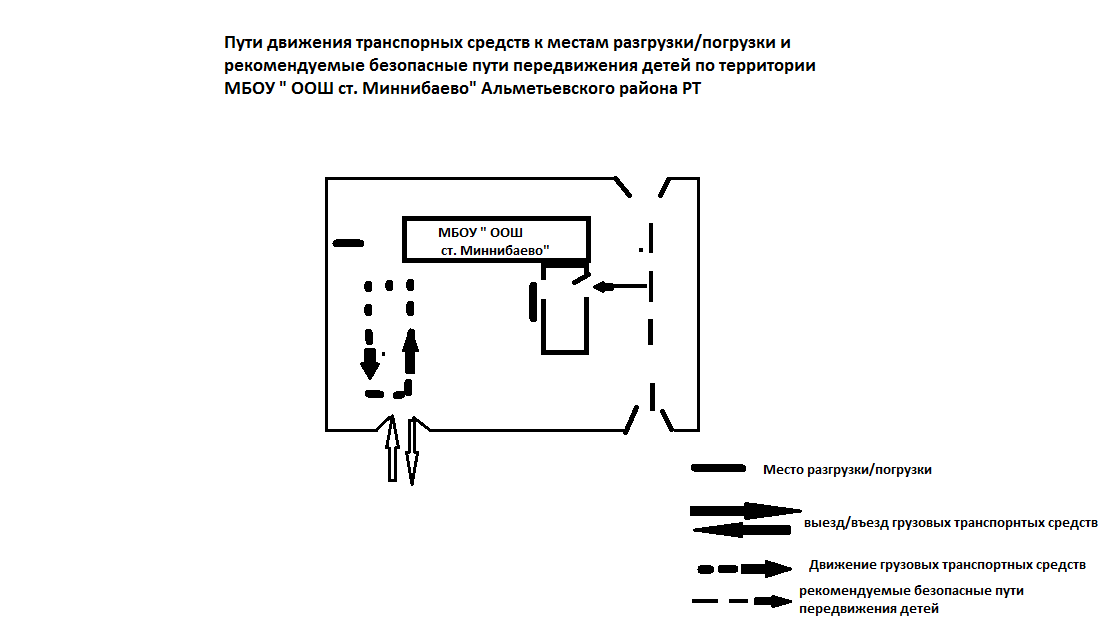 Пути движения транспорных средств к местам разгрузки/погрузки и
рекомендуемые безопасные пути передвижения детей по территории
МБОУ " ООШ ст. Миннибаево" Альметьевского района РТ
МБОУ " ООШ
ст. Миннибаево"
Место разгрузки/погрузки
выезд/въезд грузовых транспорнтых средств
Движение грузовых транспортных средств
рекомендуемые безопасные пути
передвижения детей